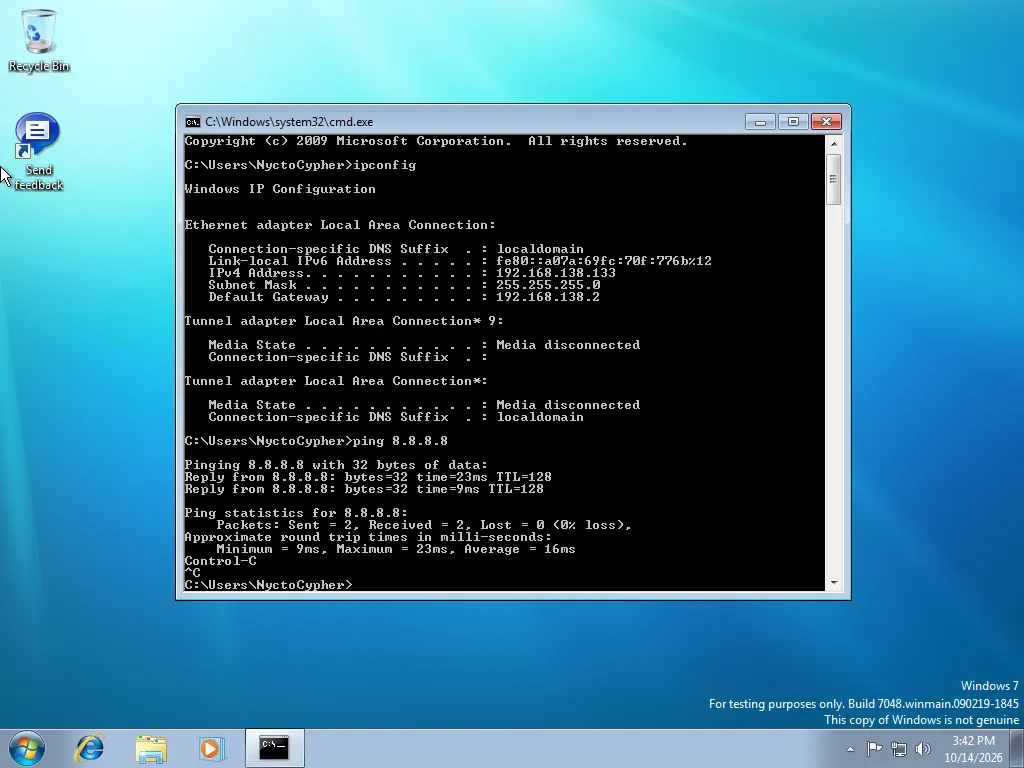 Recycle Bin
Send
feedback
C:\Windows\system32\cmd.exe
Copyright (c) 2009 Microsoft Corporation.  All rights reserved.
C:\Users\NyctoCypher>ipconfig
Windows IP Configuration
Ethernet adapter Local Area Connection:
Connection-specific DNS Suffix  . : localdomain
Link-local IPv6 Address . . . . . : fe80::a07a:69fc:70f:776b%12
IPv4 Address. . . . . . . . . . . : 192.168.138.133
Subnet Mask . . . . . . . . . . . : 255.255.255.0
Default Gateway . . . . . . . . . : 192.168.138.2
Tunnel adapter Local Area Connection* 9:
Media State . . . . . . . . . . . : Media disconnected
Connection-specific DNS Suffix  . :
Tunnel adapter Local Area Connection*:
Media State . . . . . . . . . . . : Media disconnected
Connection-specific DNS Suffix  . : localdomain
C:\Users\NyctoCypher>ping 8.8.8.8
Pinging 8.8.8.8 with 32 bytes of data:
Reply from 8.8.8.8: bytes=32 time=23ms TTL=128
Reply from 8.8.8.8: bytes=32 time=9ms TTL=128
Ping statistics for 8.8.8.8:
Packets: Sent = 2, Received = 2, Lost = 0 (0% loss),
Approximate round trip times in milli-seconds:
Minimum = 9ms, Maximum = 23ms, Average = 16ms
Control-C
^C
C:\Users\NyctoCypher>
Windows 7
For testing purposes only. Build 7048.winmain.090219-1845
This copy of Windows is not genuine
3:42 PM
10/14/2026